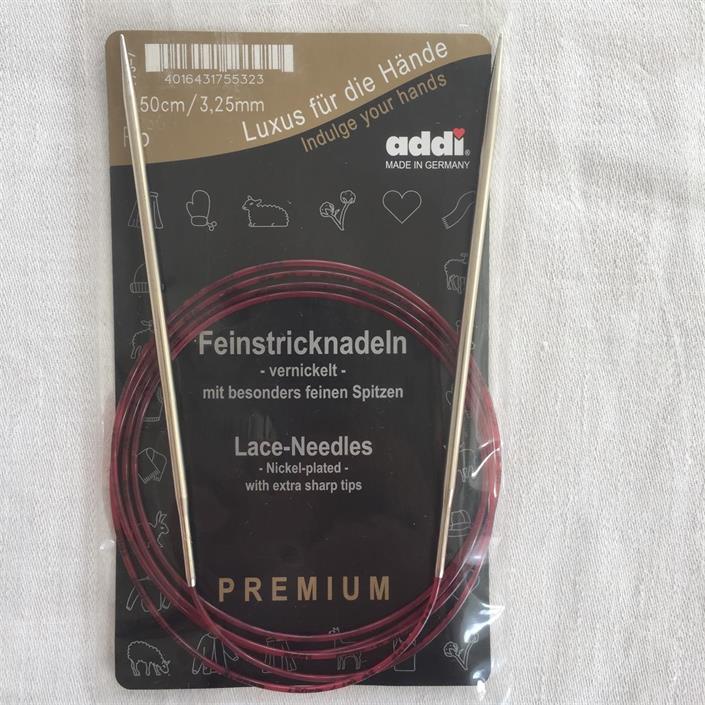 4016431755323
50cm/3,25mm
Luxus für die Hände
Indulge your hands
addi®
MADE IN GERMANY
Feinstricknadeln
- vernickelt -
mit besonders feinen Spitzen
Lace-Needles
- Nickel-plated -
with extra sharp tips
PREMIUM